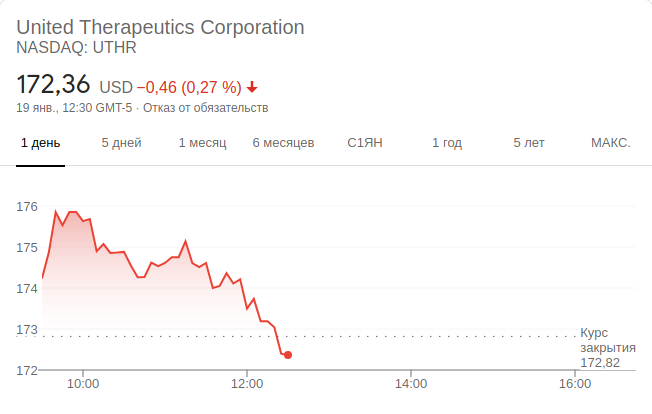 United Therapeutics Corporation
NASDAQ: UTHR
172,36 USD −0,46 (0,27 %)
19 янв., 12:30 GMT-5 · Отказ от обязательств
1 день 5 дней 1 месяц 6 месяцев С1ЯН 1 год 5 лет МАКС.
176
175
174
173
Курс
закрытия
172,82
172
10:00 12:00 14:00 16:00